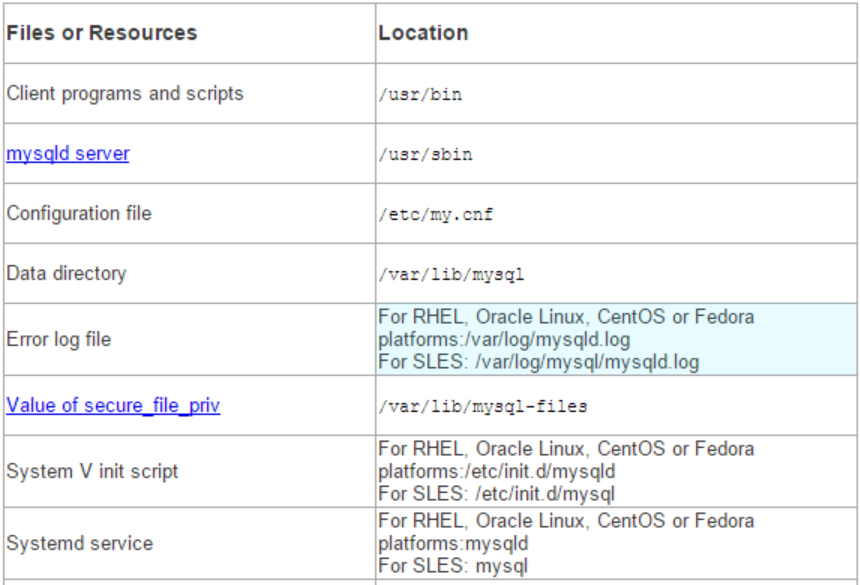 Files or Resources Location
Client programs and scripts /usr/bin
mysqld server /usr/sbin
Configuration file /etc/my.cnf
Data directory /var/lib/mysql
Error log file
For RHEL, Oracle Linux, CentOS or Fedora
platforms:/var/log/mysqld.log
For SLES: /var/log/mysql/mysqld.log
Value of secure_file_priv /var/lib/mysql-files
System V init script
For RHEL, Oracle Linux, CentOS or Fedora
platforms:/etc/init.d/mysqld
For SLES: /etc/init.d/mysql
Systemd service
For RHEL, Oracle Linux, CentOS or Fedora
platforms:mysqld
For SLES: mysql